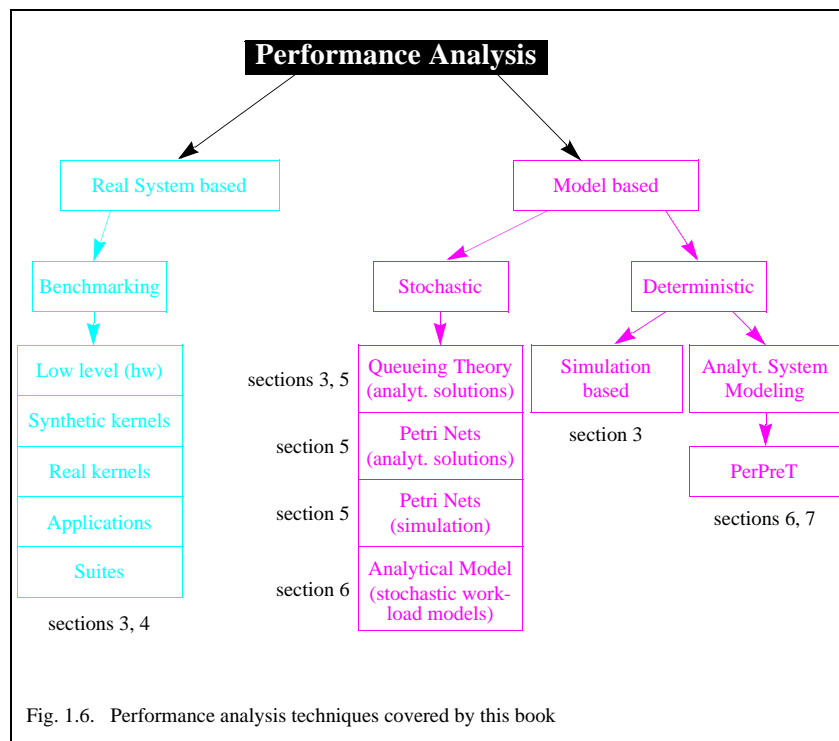 Performance Analysis
Real System based
Model based
Benchmarking
Stochastic
Deterministic
Low level (hw)
Synthetic kernels
Real kernels
Applications
Suites
sections 3, 4
sections 3, 5
Queueing Theory
(analyt. solutions)
section 5
Petri Nets
(analyt. solutions)
section 5
Petri Nets
(simulation)
section 6
Analytical Model
(stochastic work-
load models)
Simulation
based
section 3
Analyt. System
Modeling
PerPreT
sections 6, 7
Fig. 1.6. Performance analysis techniques covered by this book